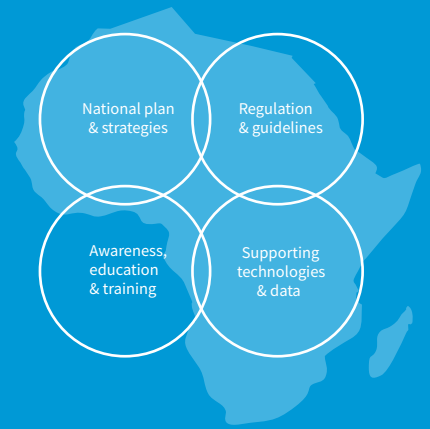 National plan
& strategies
Regulation
& guidelines
Awareness,
education
& training
Supporting
technologies
& data